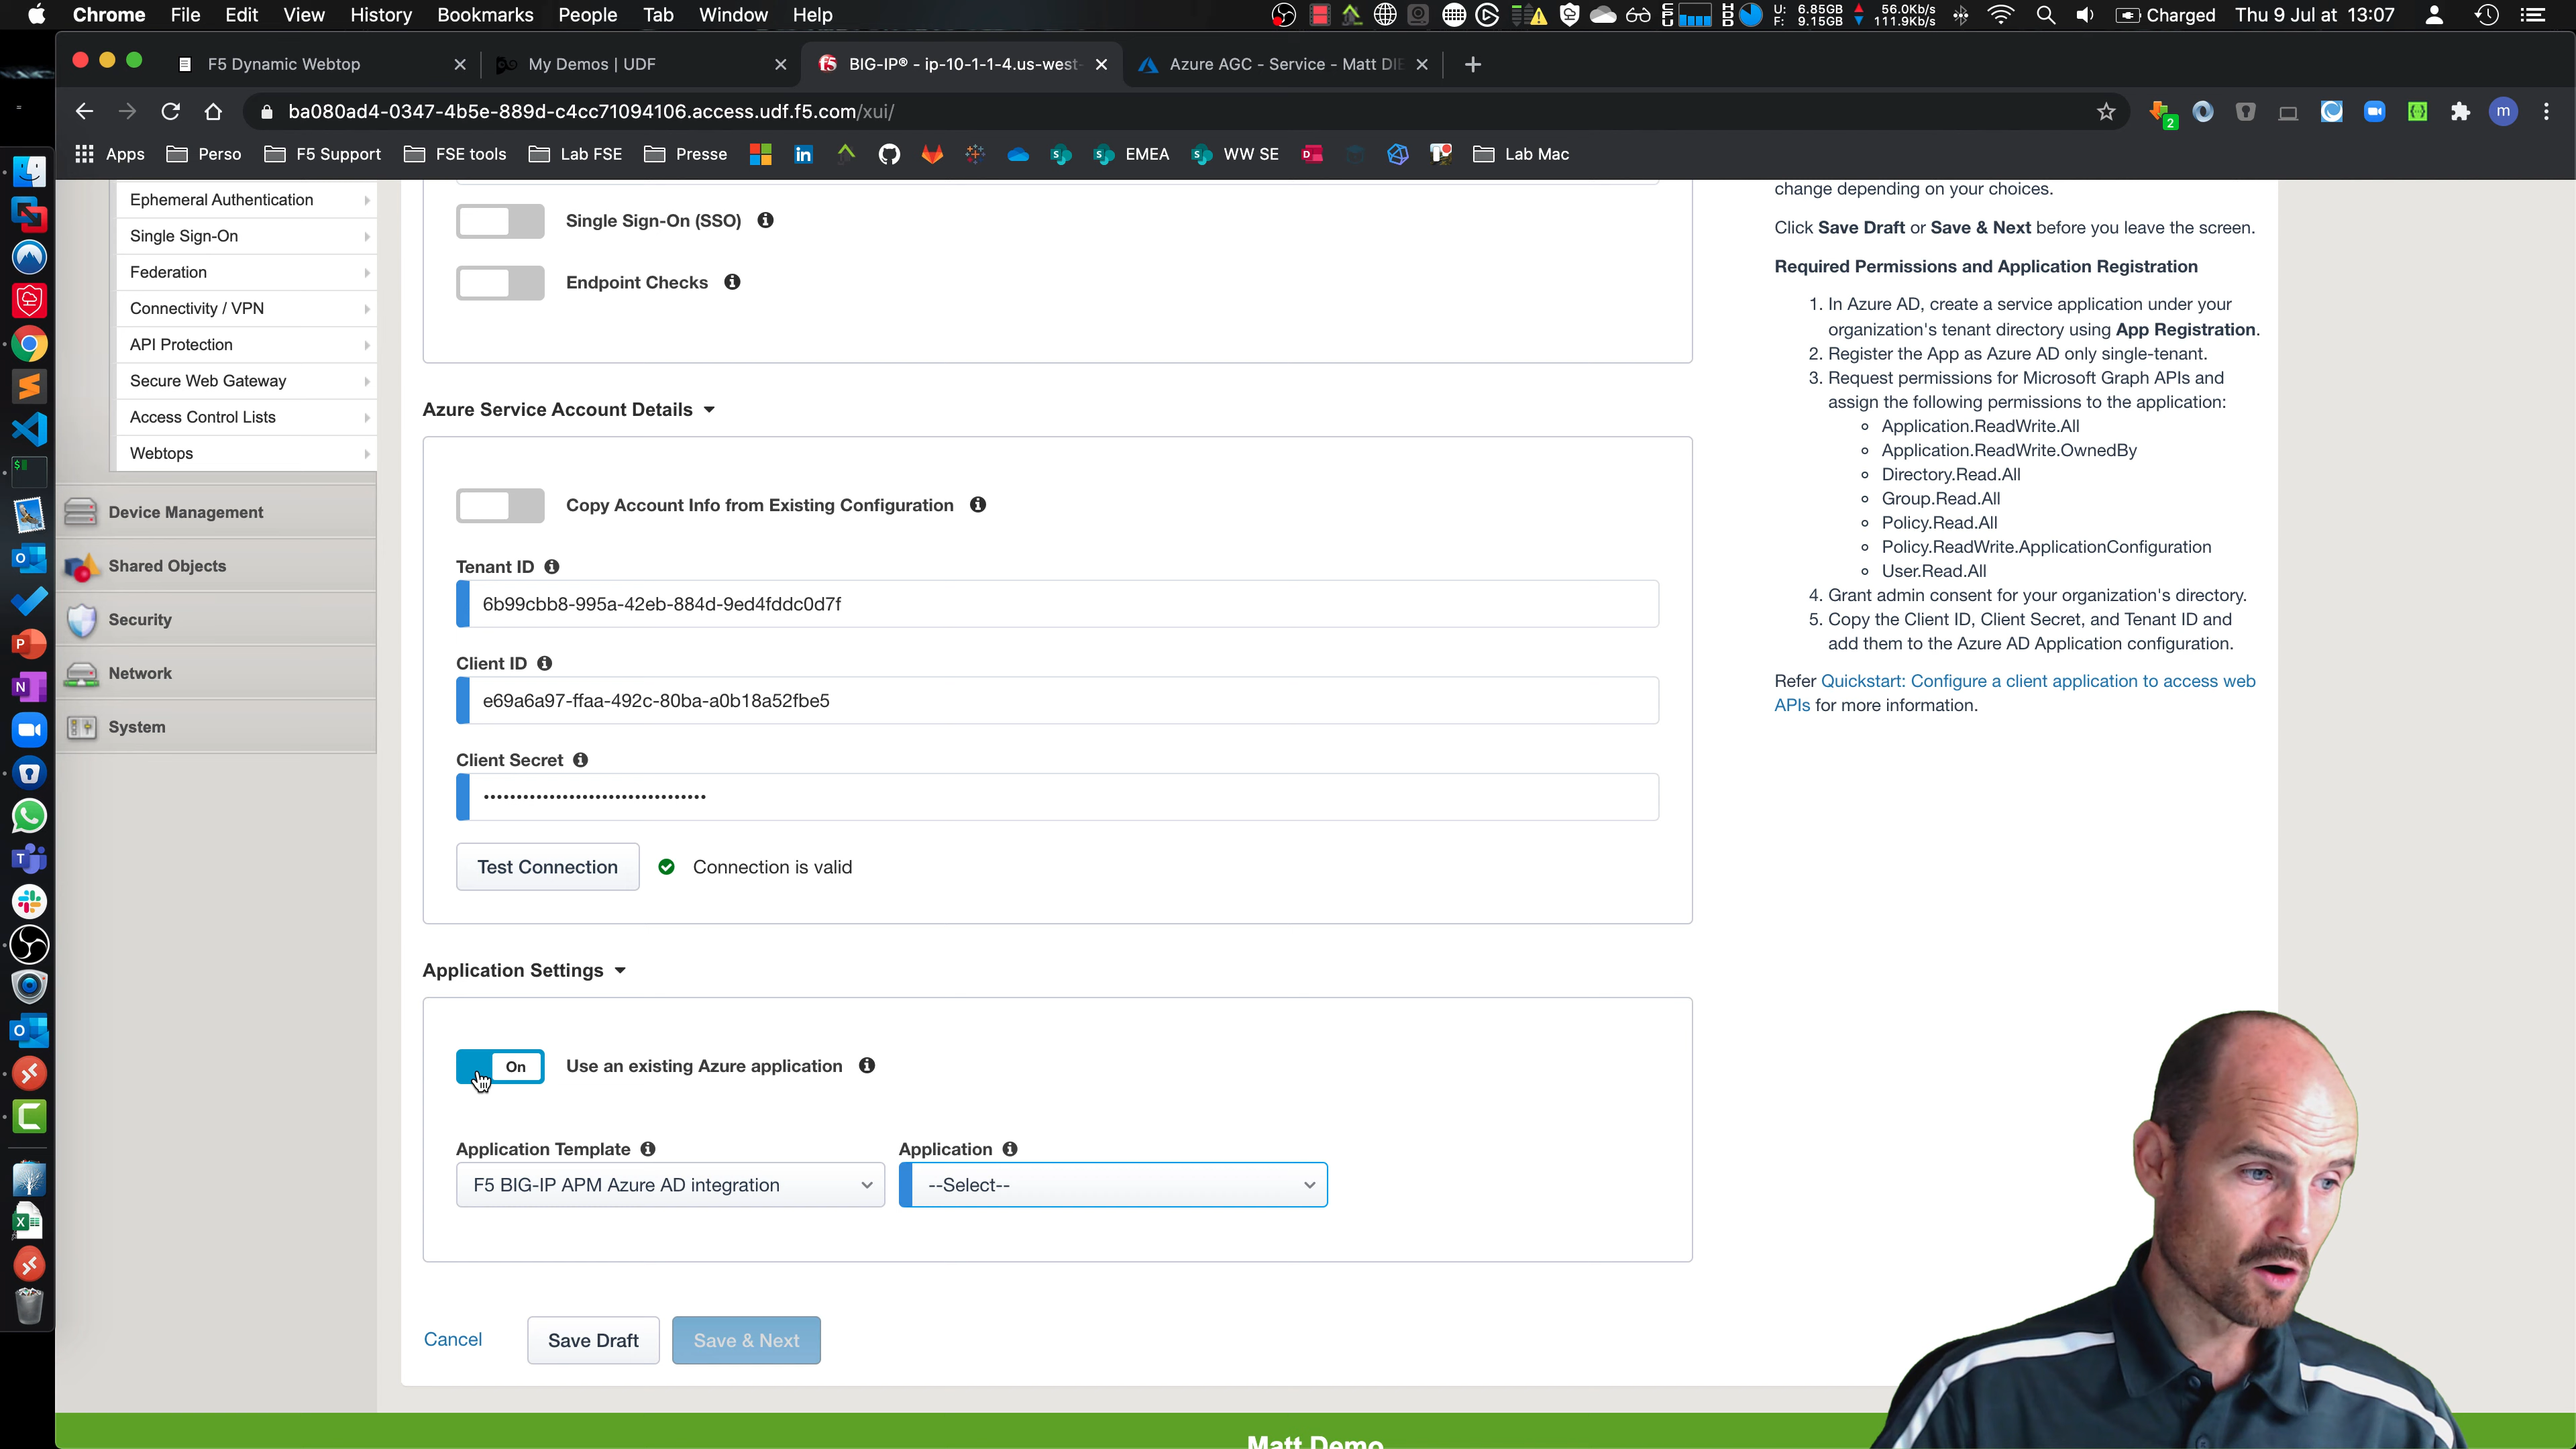 Chrome File Edit View History Bookmarks People Tab Window Help
U: 6.85GB 56.0Kb/s
F: 9.15GB 111.9Kb/s
Charged Thu 9 Jul at 13:07
F5 Dynamic Webtop
My Demos | UDF
BIG-IP® - ip-10-1-1-4.us-west-
Azure AGC - Service - Matt DIE
ba080ad4-0347-4b5e-889d-c4cc71094106.access.udf.f5.com/xui/
2
m
Apps Perso F5 Support FSE tools Lab FSE Presse EMEA WW SE Lab Mac
Ephemeral Authentication
Single Sign-On
Federation
Connectivity / VPN
API Protection
Secure Web Gateway
Access Control Lists
Webtops
Device Management
Shared Objects
Security
Network
System
Single Sign-On (SSO)
Endpoint Checks
Azure Service Account Details
Copy Account Info from Existing Configuration
Tenant ID
6b99cbb8-995a-42eb-884d-9ed4fddc0d7f
Client ID
e69a6a97-ffaa-492c-80ba-a0b18a52fbe5
Client Secret
••••••••••••••••••••••••••••••••••
Test Connection Connection is valid
Application Settings
On Use an existing Azure application
Application Template Application
F5 BIG-IP APM Azure AD integration --Select--
Cancel Save Draft Save & Next
change depending on your choices.
Click Save Draft or Save & Next before you leave the screen.
Required Permissions and Application Registration
1. In Azure AD, create a service application under your
organization's tenant directory using App Registration.
2. Register the App as Azure AD only single-tenant.
3. Request permissions for Microsoft Graph APIs and
assign the following permissions to the application:
Application.ReadWrite.All
Application.ReadWrite.OwnedBy
Directory.Read.All
Group.Read.All
Policy.Read.All
Policy.ReadWrite.ApplicationConfiguration
User.Read.All
4. Grant admin consent for your organization's directory.
5. Copy the Client ID, Client Secret, and Tenant ID and
add them to the Azure AD Application configuration.
Refer Quickstart: Configure a client application to access web
APIs for more information.
Matt Demo